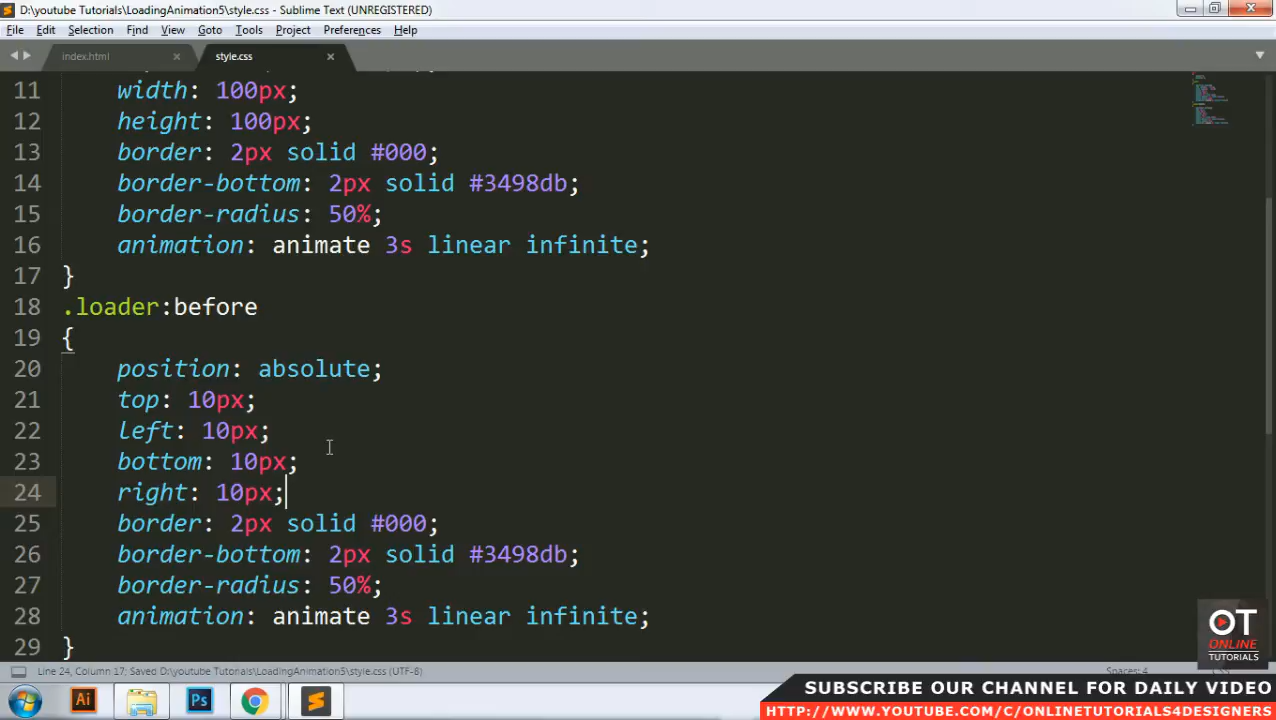 D:\youtube Tutorials\LoadingAnimation5\style.css - Sublime Text (UNREGISTERED)
File Edit Selection Find View Goto Tools Project Preferences Help
index.html × style.css ×
11 width: 100px;
12 height: 100px;
13 border: 2px solid #000;
14 border-bottom: 2px solid #3498db;
15 border-radius: 50%;
16 animation: animate 3s linear infinite;
17 }
18 .loader:before
19 {
20 position: absolute;
21 top: 10px;
22 left: 10px;
23 bottom: 10px;
24 right: 10px;
25 border: 2px solid #000;
26 border-bottom: 2px solid #3498db;
27 border-radius: 50%;
28 animation: animate 3s linear infinite;
29 }
OT
ONLINE
TUTORIALS
Line 24, Column 17; Saved D:\youtube Tutorials\LoadingAnimation5\style.css (UTF-8) Spaces: 4
Ai Ps
SUBSCRIBE OUR CHANNEL FOR DAILY VIDEO
HTTP://WWW.YOUTUBE.COM/C/ONLINETUTORIALS4DESIGNERS